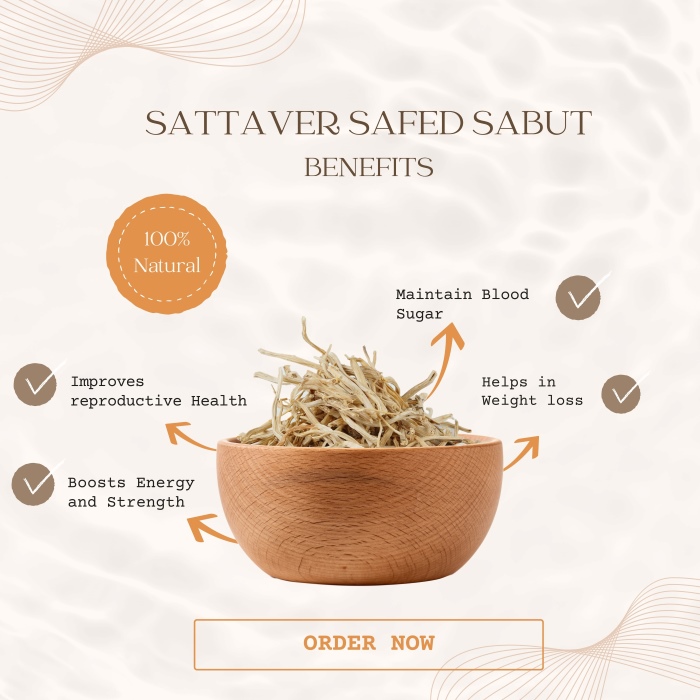 SATTAVER SAFED SABUT
BENEFITS
100%
Natural
Maintain Blood
Sugar
Improves
reproductive Health
Helps in
Weight loss
Boosts Energy
and Strength
ORDER NOW